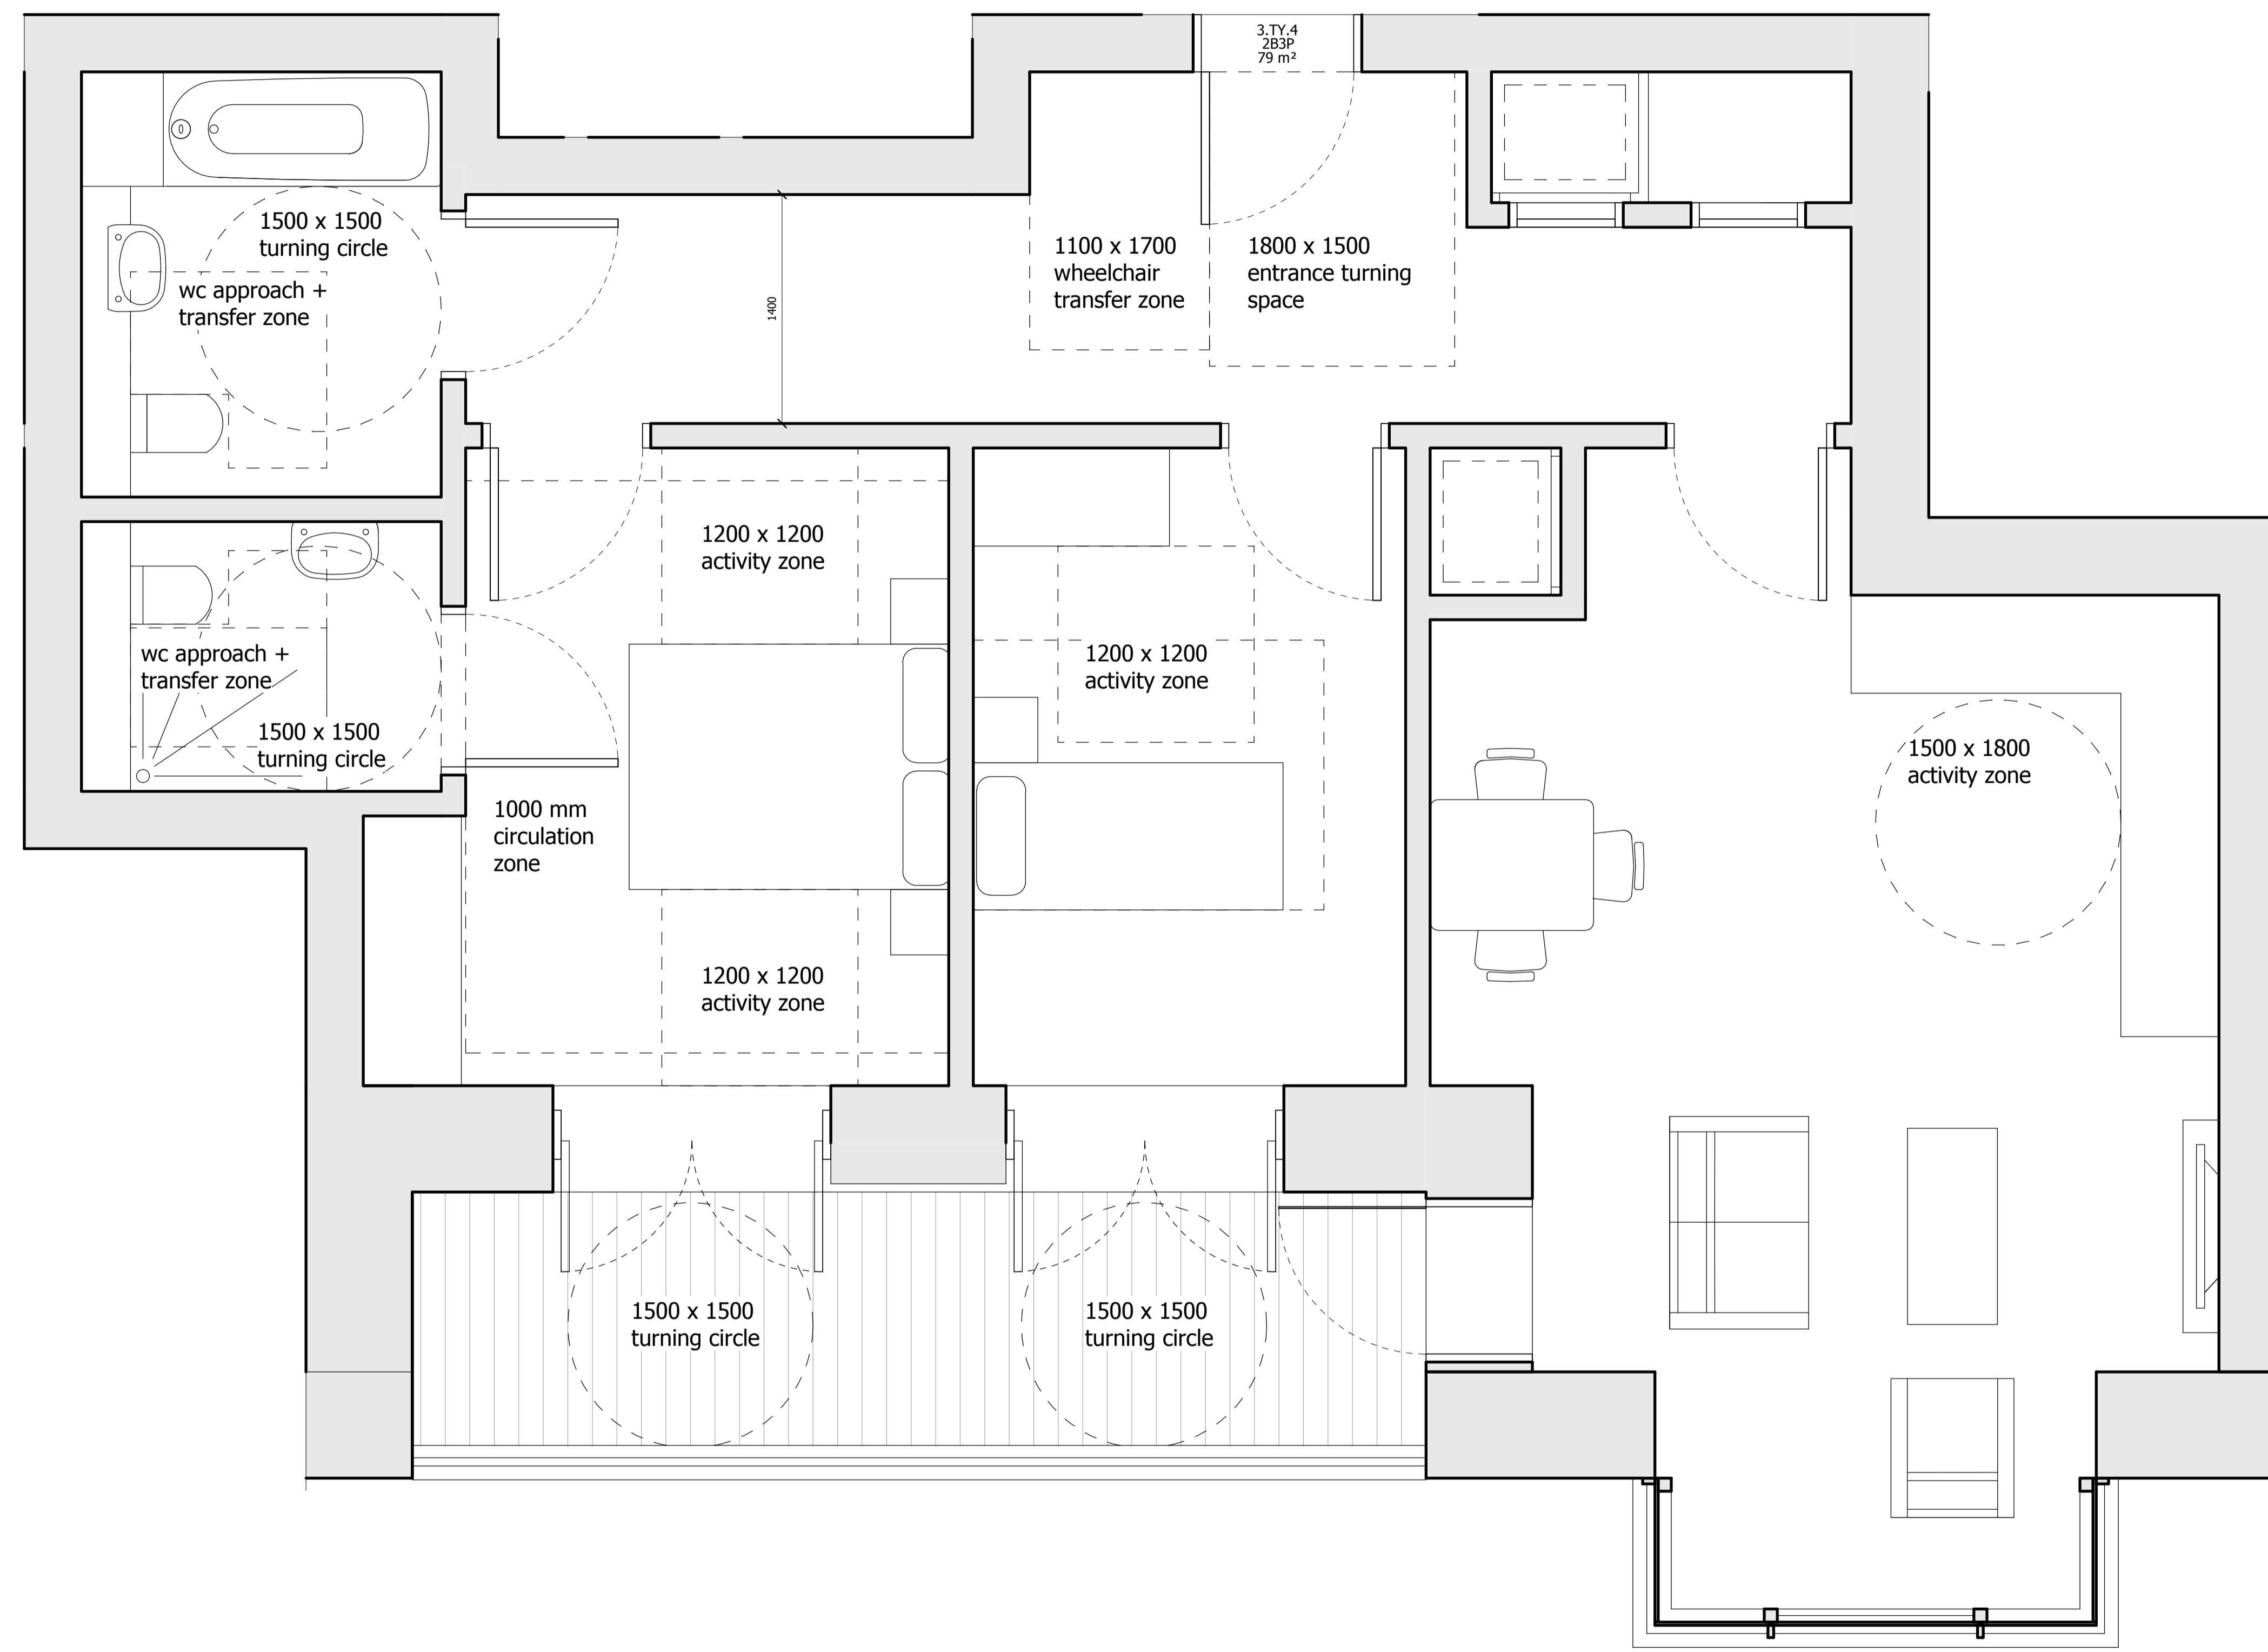 3.TY.4
2B3P
79 m²
1500 x 1500
turning circle
wc approach +
transfer zone
1400
1100 x 1700
wheelchair
transfer zone
1800 x 1500
entrance turning
space
1200 x 1200
activity zone
wc approach +
transfer zone
1500 x 1500
turning circle
1200 x 1200
activity zone
1500 x 1800
activity zone
1000 mm
circulation
zone
1200 x 1200
activity zone
1500 x 1500
turning circle
1500 x 1500
turning circle